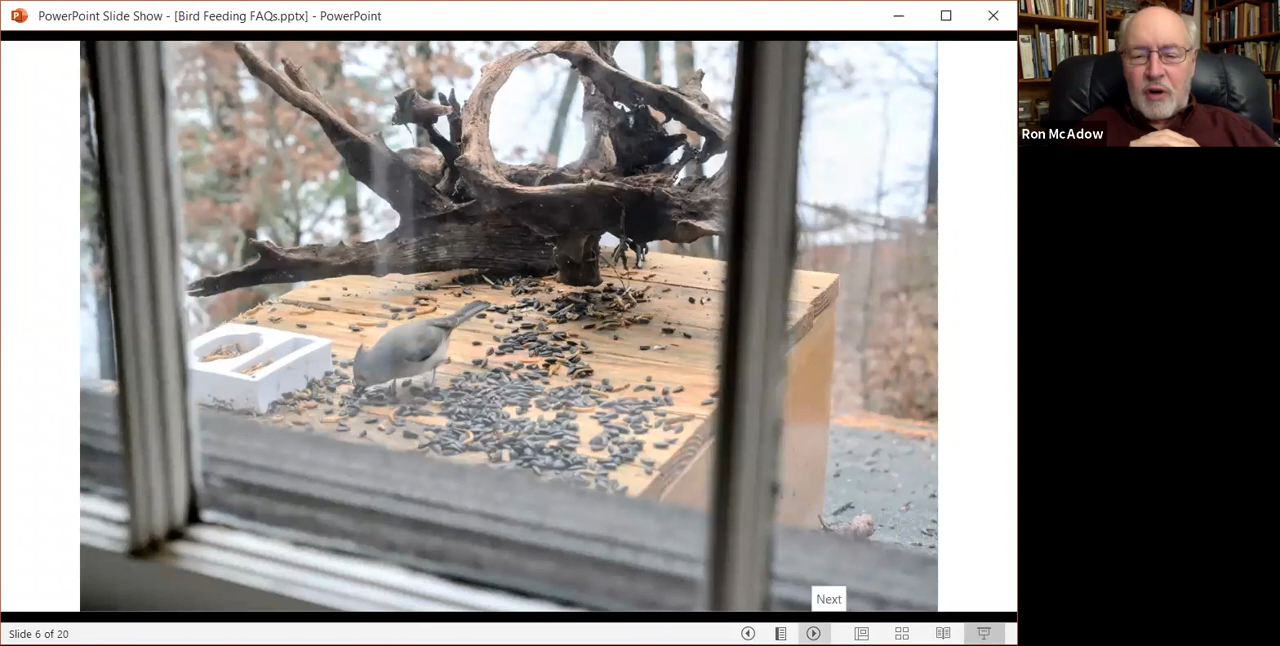 PowerPoint Slide Show - [Bird Feeding FAQs.pptx] - PowerPoint
Ron McAdow
Next
Slide 6 of 20